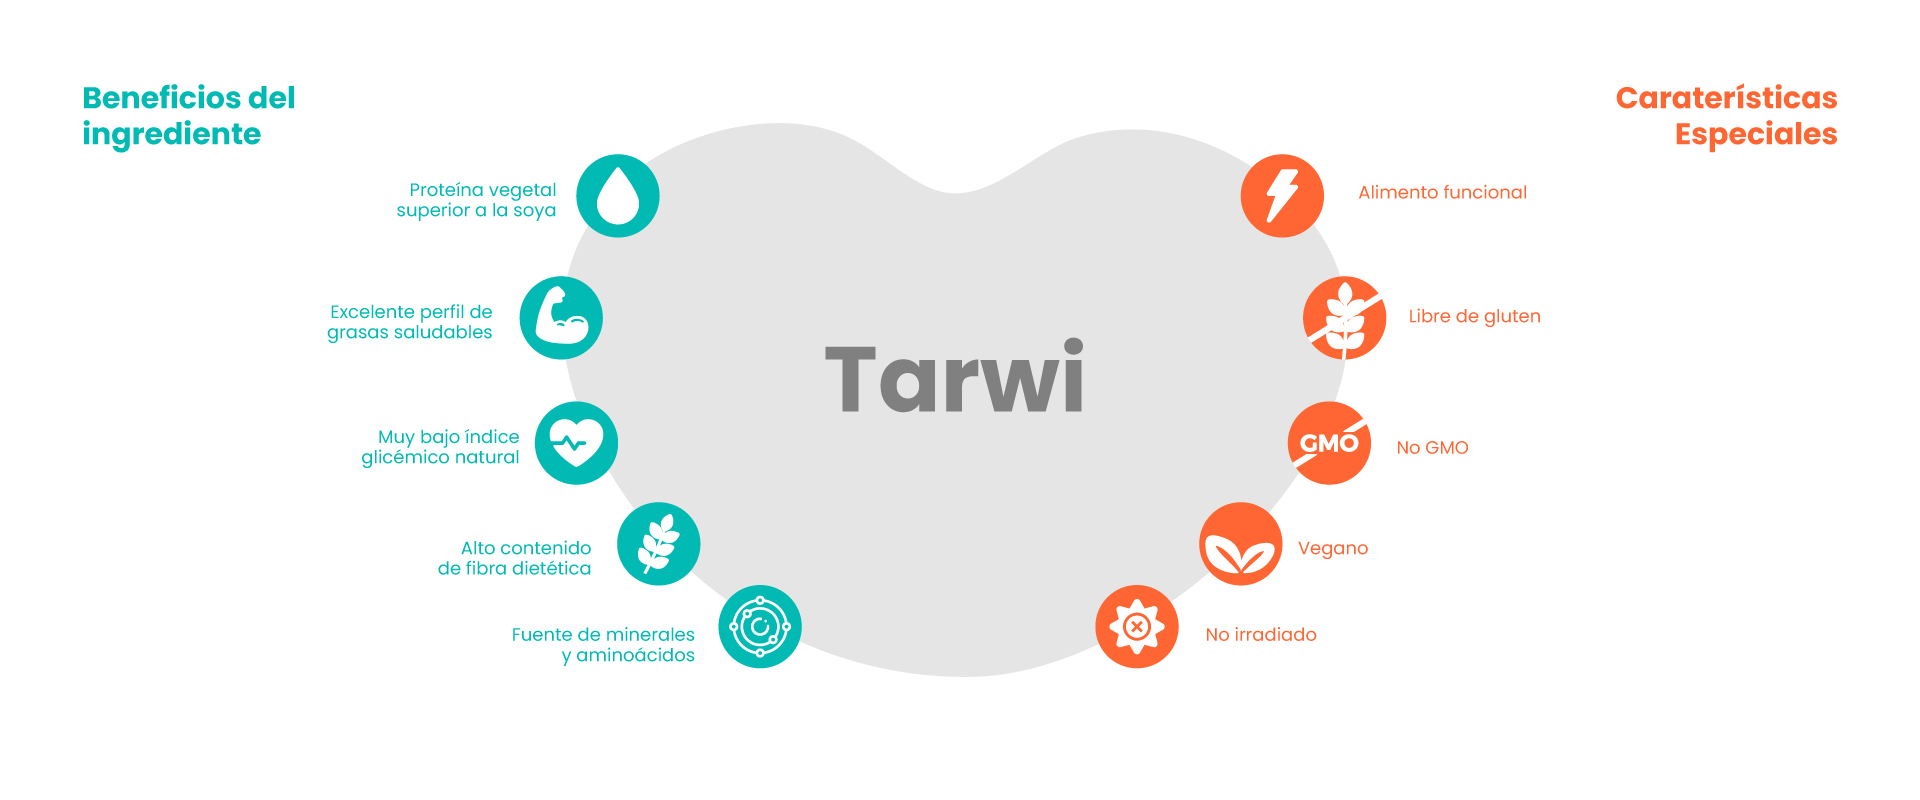 Beneficios del
ingrediente
Proteína vegetal
superior a la soya
Excelente perfil de
grasas saludables
Muy bajo índice
glicémico natural
Alto contenido
de fibra dietética
Fuente de minerales
y aminoácidos
Tarwi
Caraterísticas
Especiales
Alimento funcional
Libre de gluten
GMO
No GMO
Vegano
No irradiado